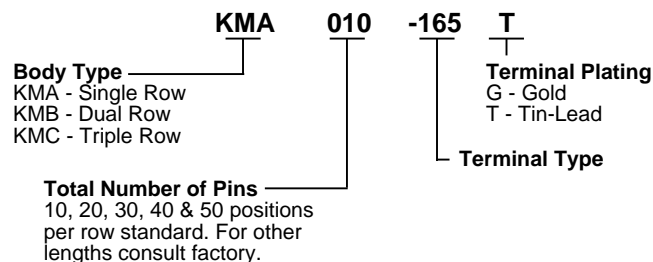 KMA 010 -165 T
Body Type
KMA - Single Row
KMB - Dual Row
KMC - Triple Row
Terminal Plating
G - Gold
T - Tin-Lead
Terminal Type
Total Number of Pins
10, 20, 30, 40 & 50 positions
per row standard. For other
lengths consult factory.